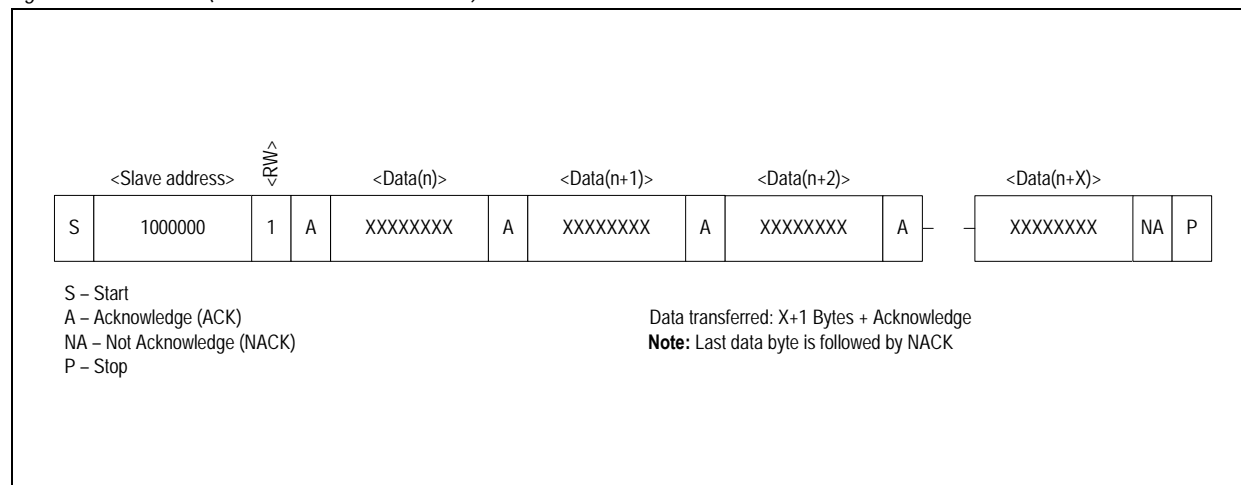 <Slave address> <RW> <Data(n)> <Data(n+1)> <Data(n+2)> <Data(n+X)>
S 1000000 1 A XXXXXXXX A XXXXXXXX A XXXXXXXX A XXXXXXXX NA P
S – Start
A – Acknowledge (ACK)
NA – Not Acknowledge (NACK)
P – Stop
Data transferred: X+1 Bytes + Acknowledge
Note: Last data byte is followed by NACK